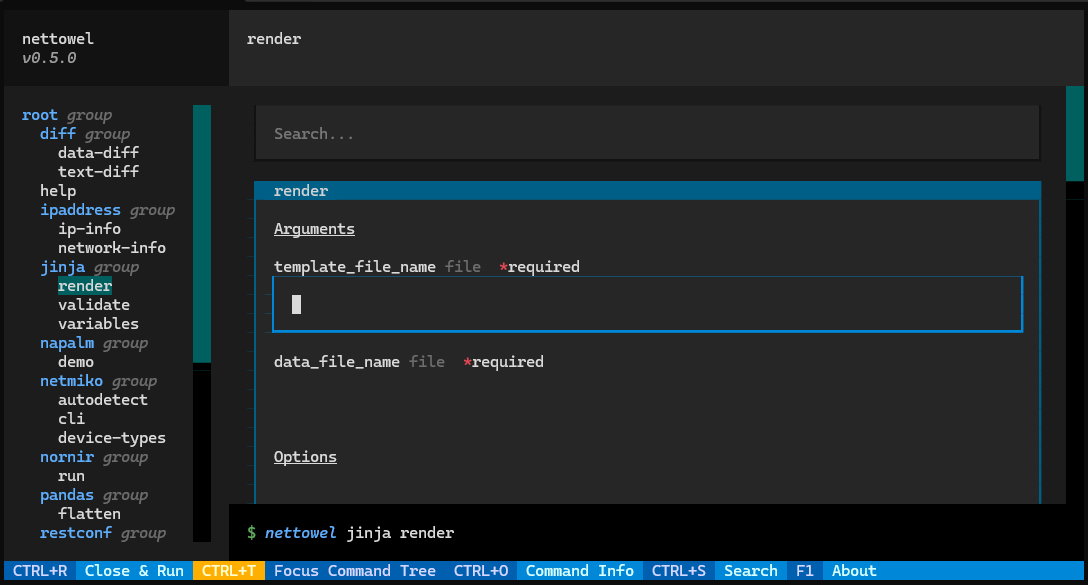 nettowel
v0.5.0
root group
diff group
data-diff
text-diff
help
ipaddress group
ip-info
network-info
jinja group
render
validate
variables
napalm group
demo
netmiko group
autodetect
cli
device-types
nornir group
run
pandas group
flatten
restconf group
render
Search...
render
Arguments
template_file_name file *required
data_file_name file *required
Options
$ nettowel jinja render
CTRL+R Close & Run CTRL+T Focus Command Tree CTRL+O Command Info CTRL+S Search F1 About